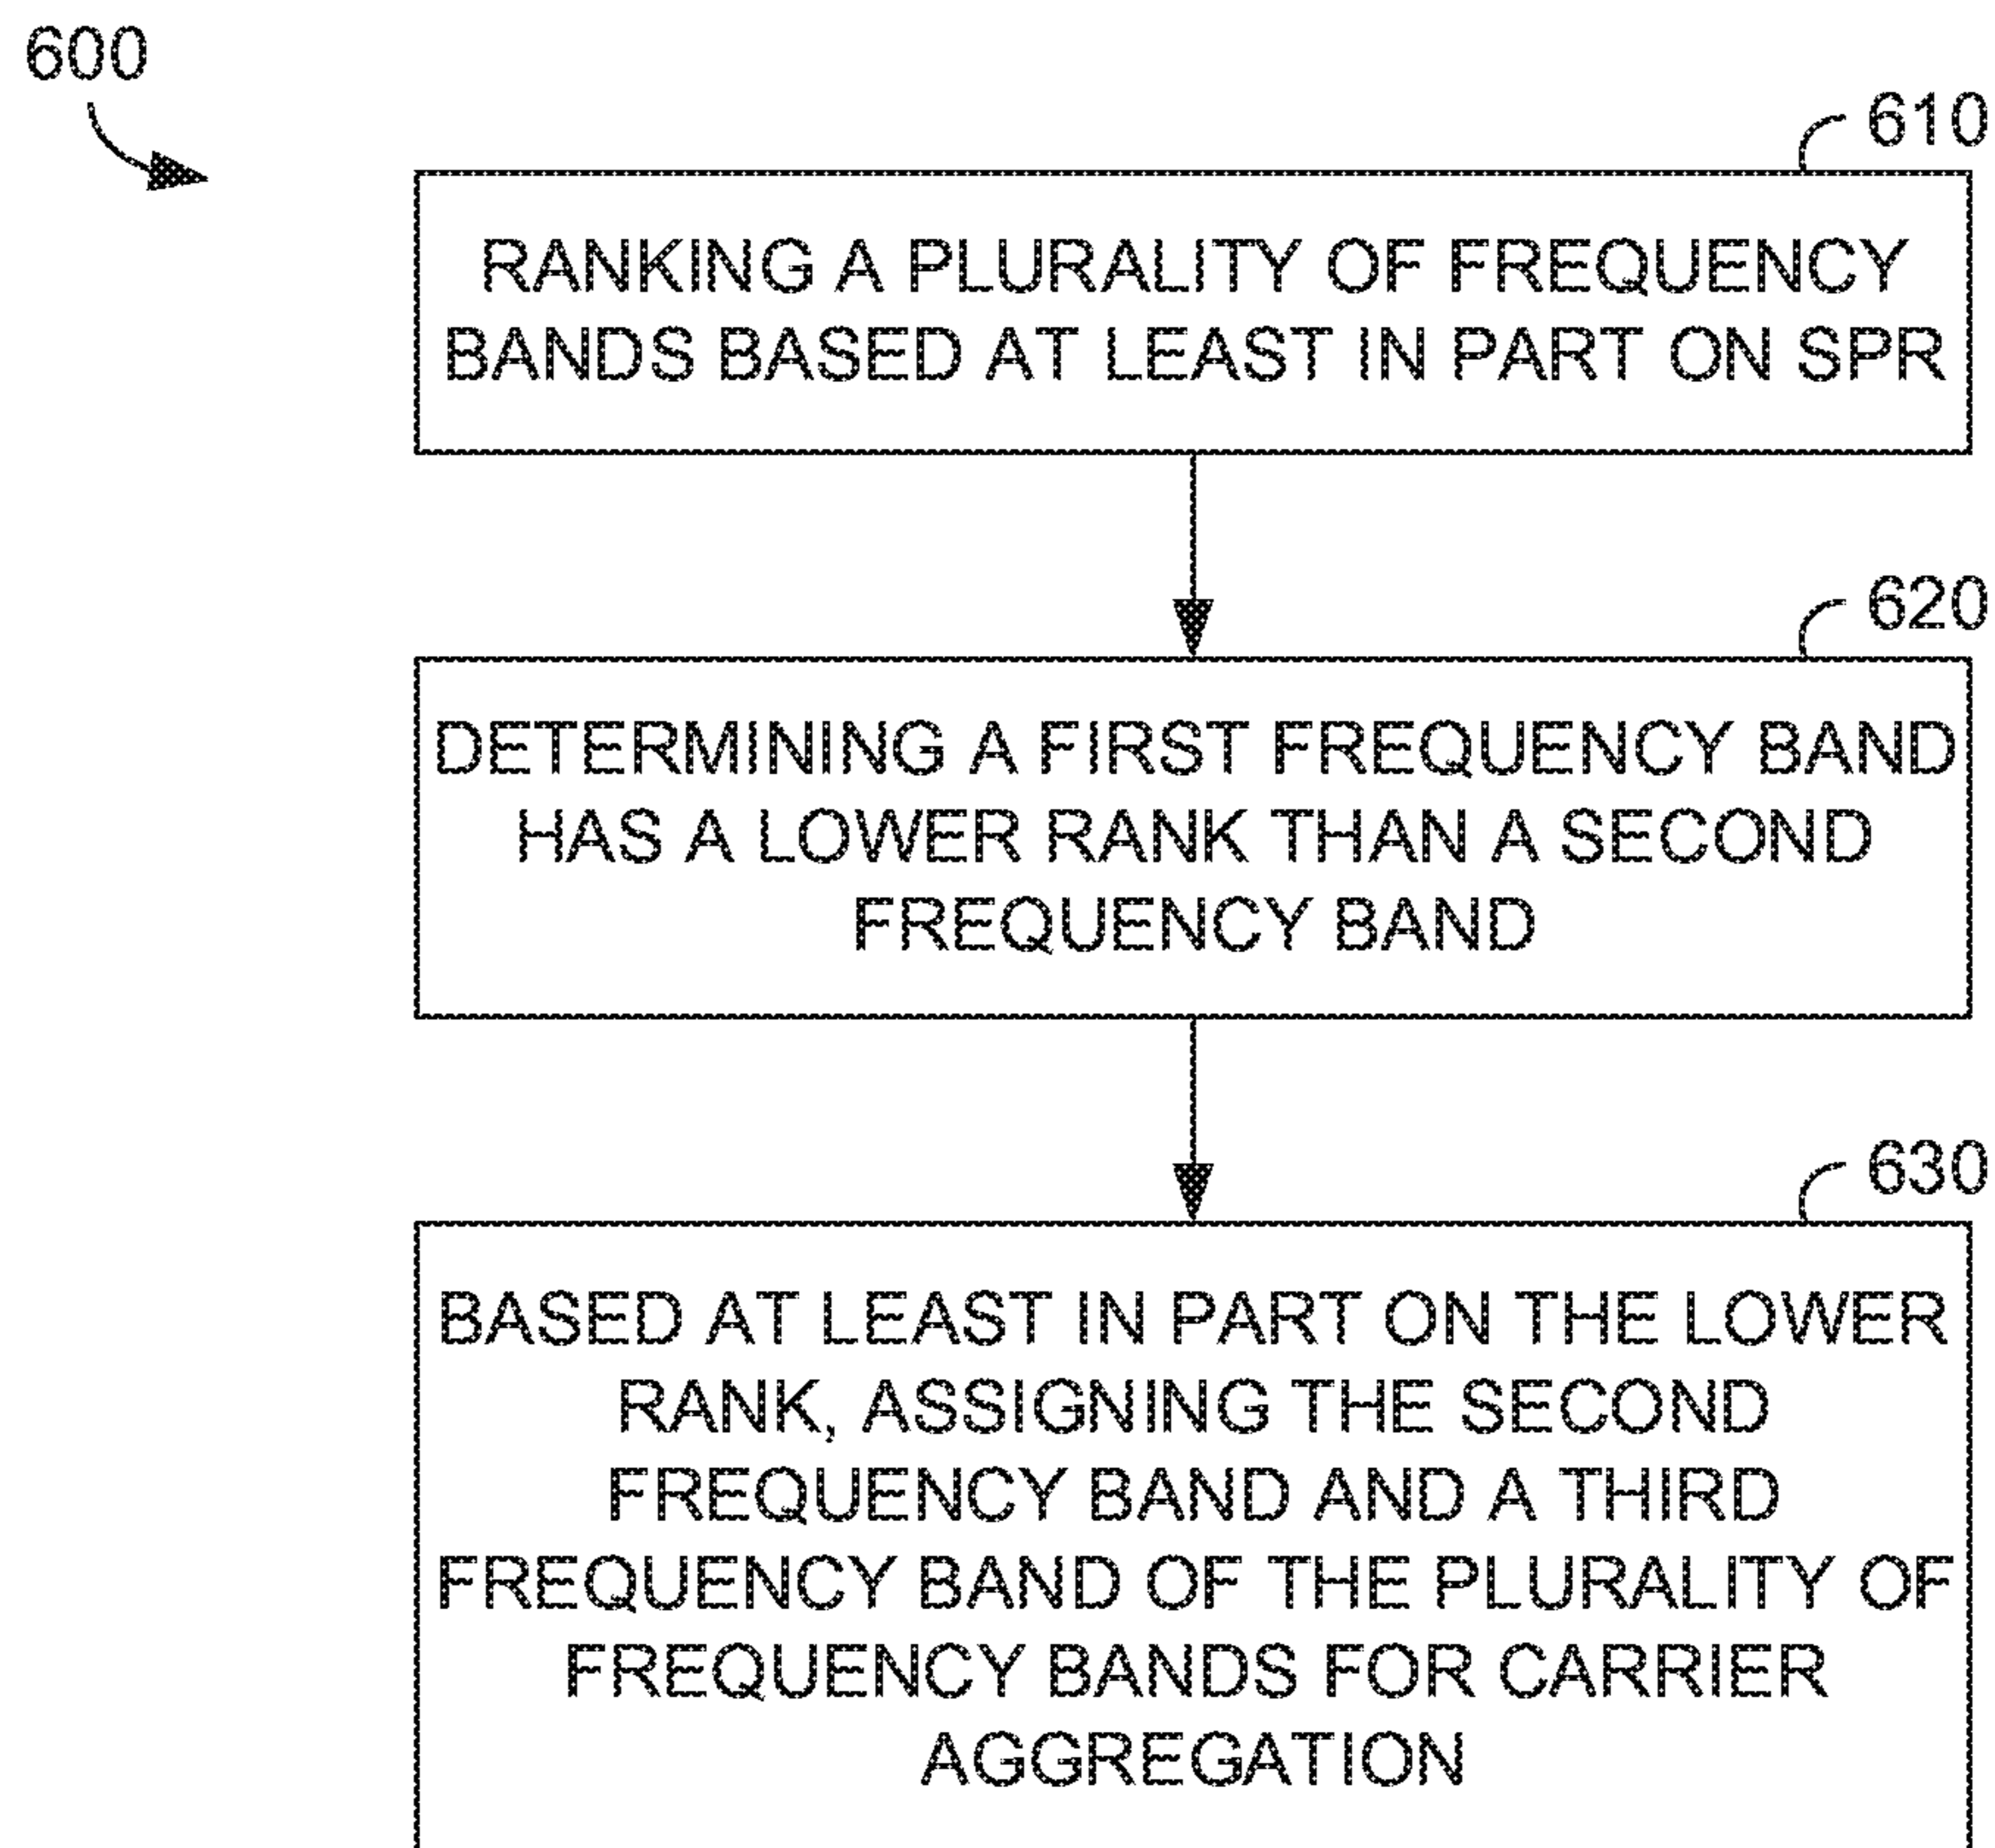 600
610
RANKING A PLURALITY OF FREQUENCY
BANDS BASED AT LEAST IN PART ON SPR
620
DETERMINING A FIRST FREQUENCY BAND
HAS A LOWER RANK THAN A SECOND
FREQUENCY BAND
630
BASED AT LEAST IN PART ON THE LOWER
RANK, ASSIGNING THE SECOND
FREQUENCY BAND AND A THIRD
FREQUENCY BAND OF THE PLURALITY OF
FREQUENCY BANDS FOR CARRIER
AGGREGATION